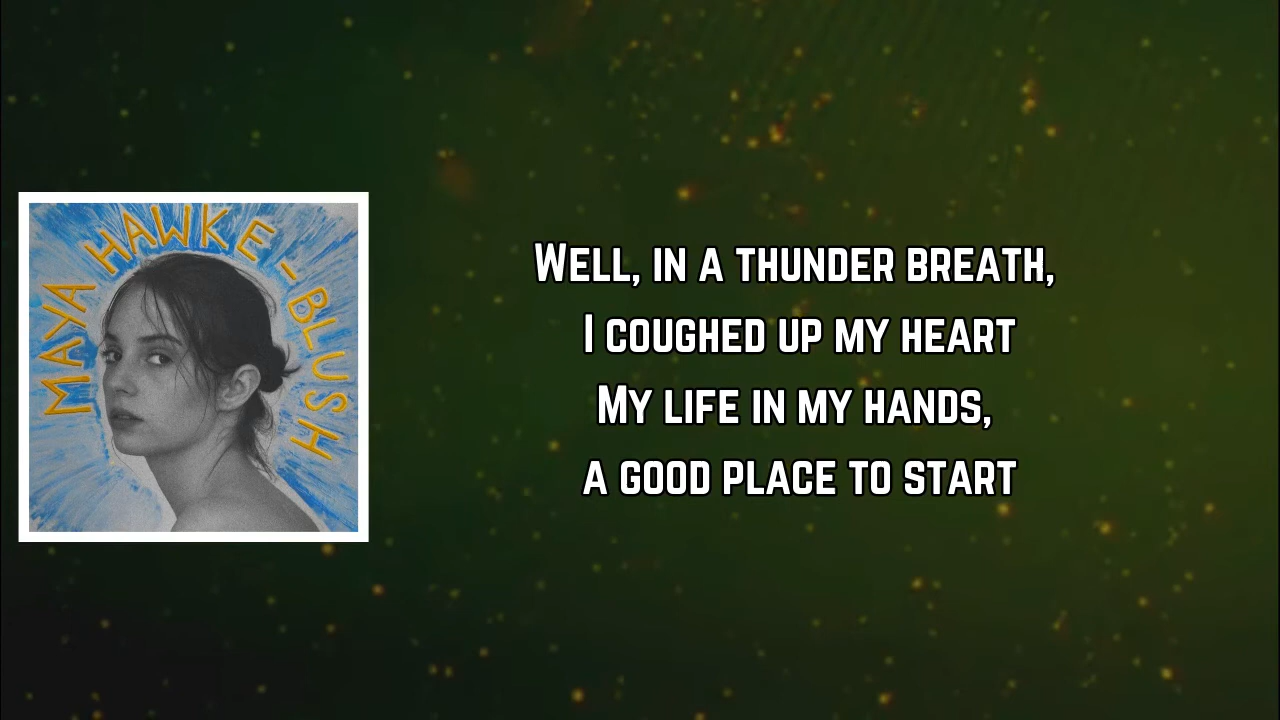 MAYA HAWKE - BLUSH
WELL, IN A THUNDER BREATH,
I COUGHED UP MY HEART
MY LIFE IN MY HANDS,
A GOOD PLACE TO START